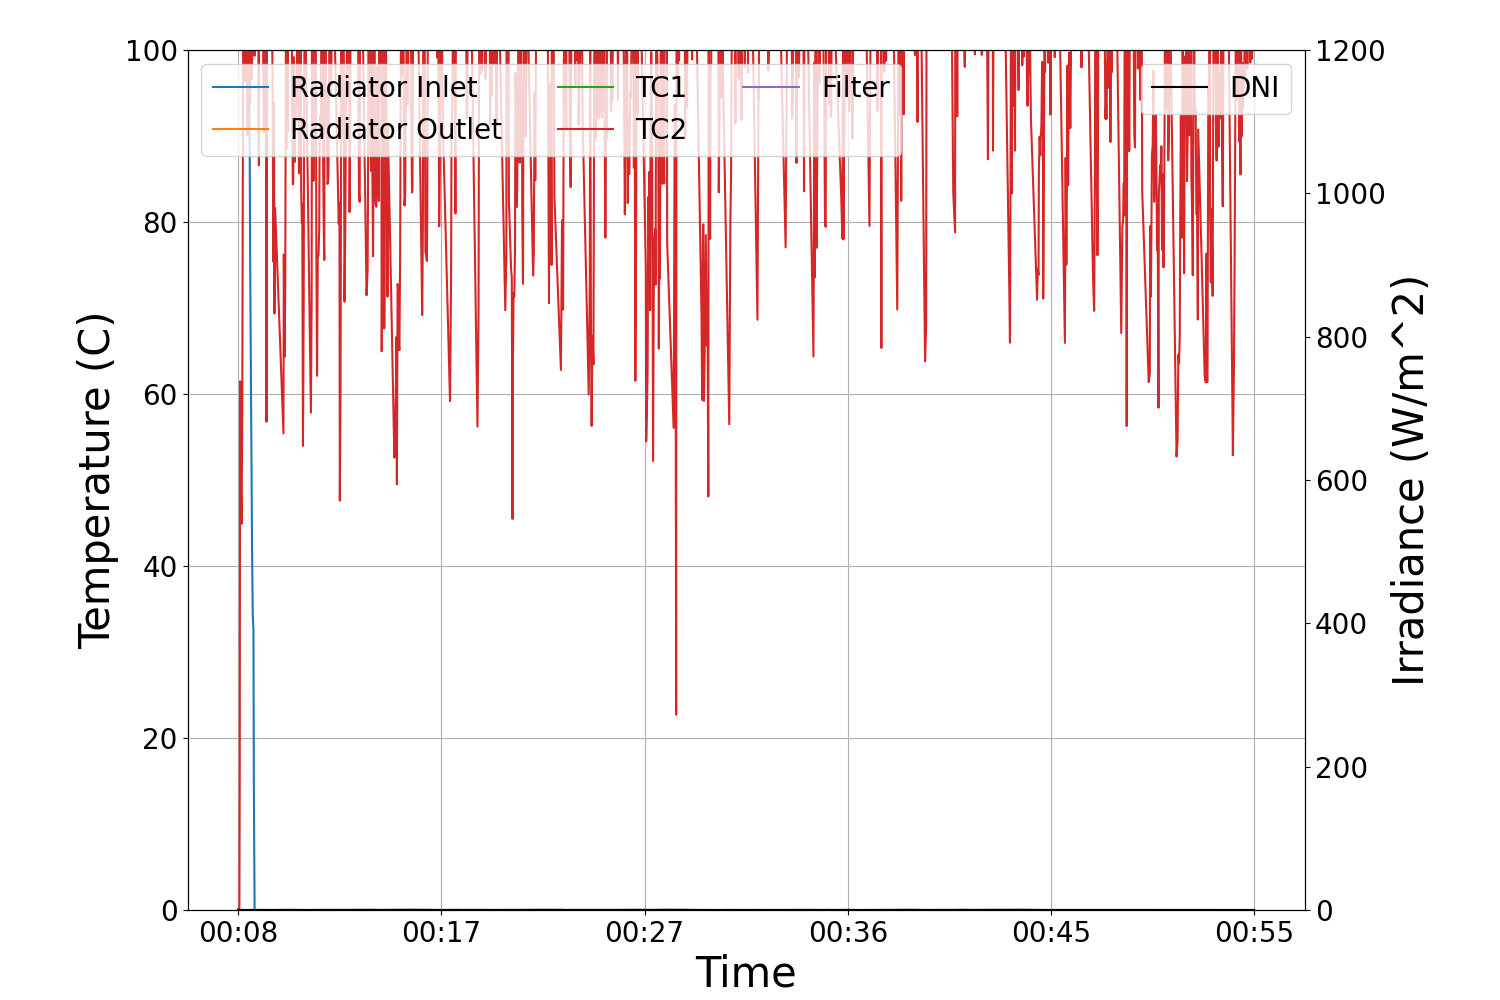 100
80
60
40
20
0
Temperature (C)
Radiator Inlet
Radiator Outlet
TC1
TC2
Filter
DNI
1200
1000
800
600
400
200
0
Irradiance (W/m^2)
00:08 00:17 00:27 00:36 00:45 00:55
Time